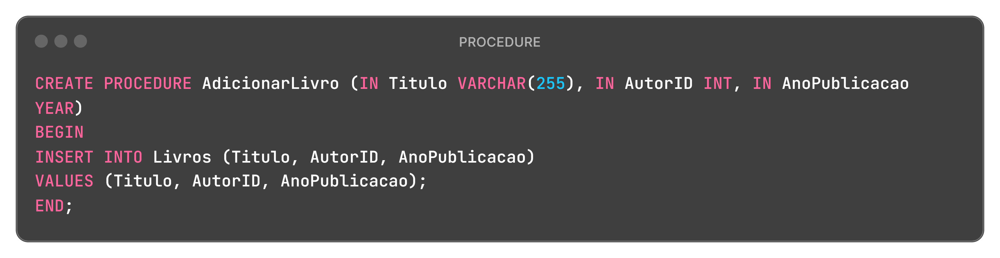 PROCEDURE
CREATE PROCEDURE AdicionarLivro (IN Titulo VARCHAR(255), IN AutorID INT, IN AnoPublicacao
YEAR)
BEGIN
INSERT INTO Livros (Titulo, AutorID, AnoPublicacao)
VALUES (Titulo, AutorID, AnoPublicacao);
END;